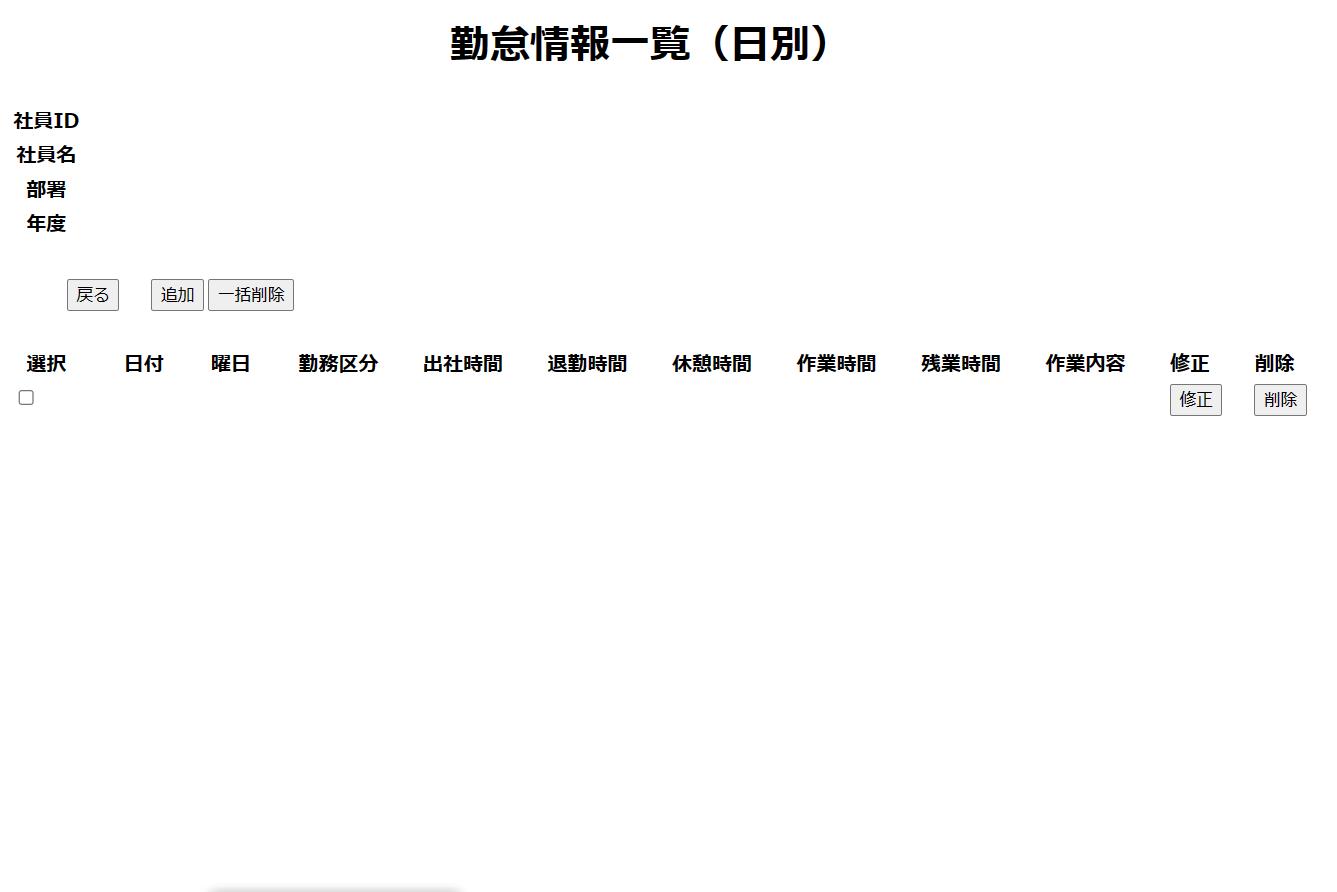 勤怠情報一覧（日別）
社員ID
社員名
部署
年度
戻る 追加 一括削除
選択 日付 曜日 勤務区分 出社時間 退勤時間 休憩時間 作業時間 残業時間 作業内容 修正 削除
修正 削除